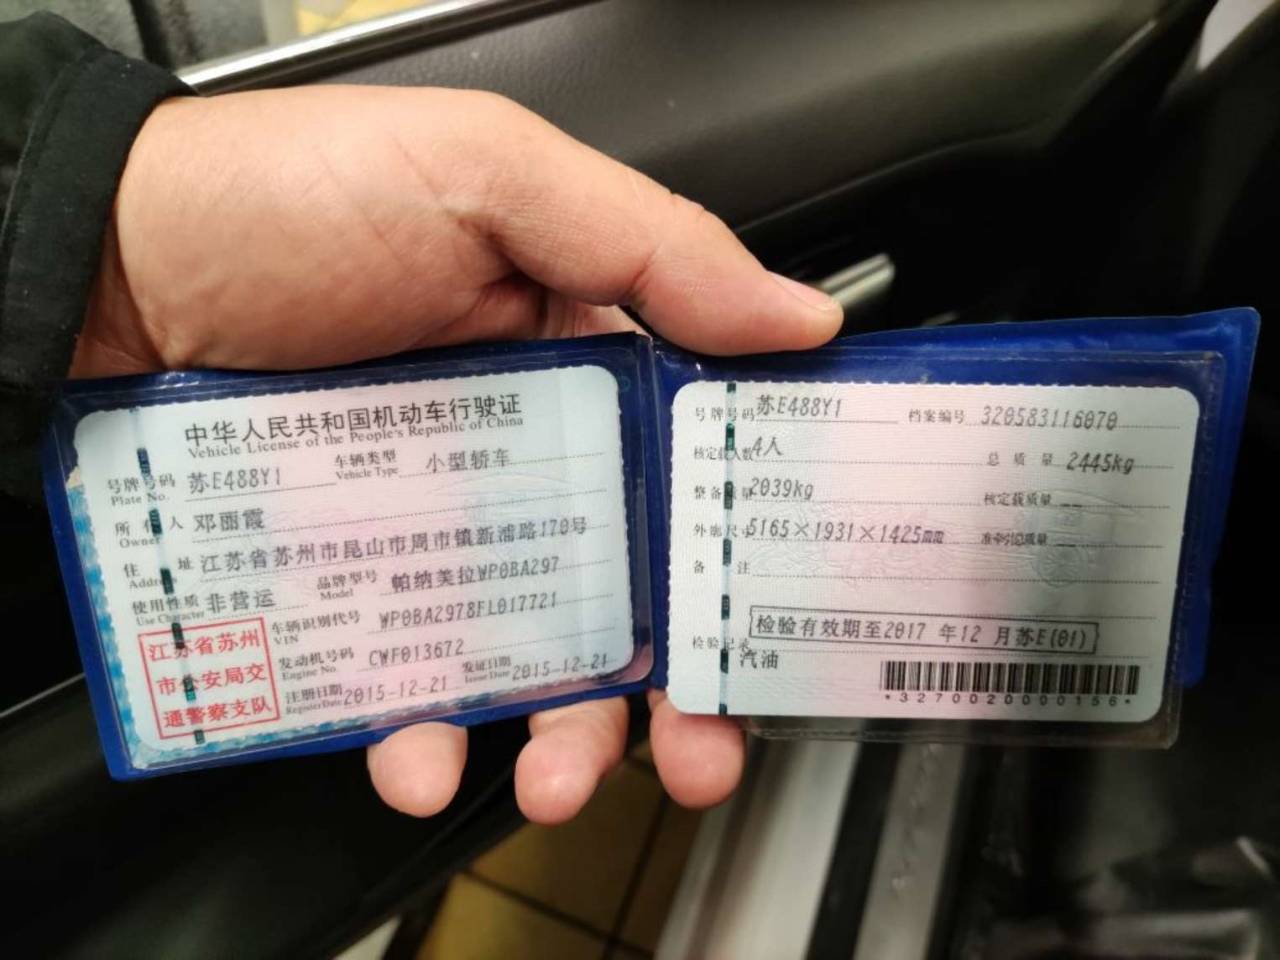 中华人民共和国机动车行驶证
Vehicle License of the People's Republic of China
号牌号码 苏E488Y1 车辆类型 小型轿车
Plate No. Vehicle Type
所有人 邓丽霞
Owner
住 址 江苏省苏州市昆山市周市镇新浦路170号
Address
使用性质 非营运 品牌型号 帕纳美拉WP0BA297
Use Character Model
江苏省苏州
市公安局交
通警察支队
车辆识别代号 WP0BA2978FL017721
VIN
发动机号码 CWF013672
Engine No.
注册日期 2015-12-21 发证日期 2015-12-21
Register Date Issue Date
号牌号码 苏E488Y1 档案编号 320583116070
核定载人数 4人 总质量 2445kg
整备质量 2039kg 核定载质量 --
外廓尺寸 5165×1931×1425mm 准牵引总质量 --
备 注
检验记录 检验有效期至2017 年12 月苏E(01)
汽油
*3270020000156*